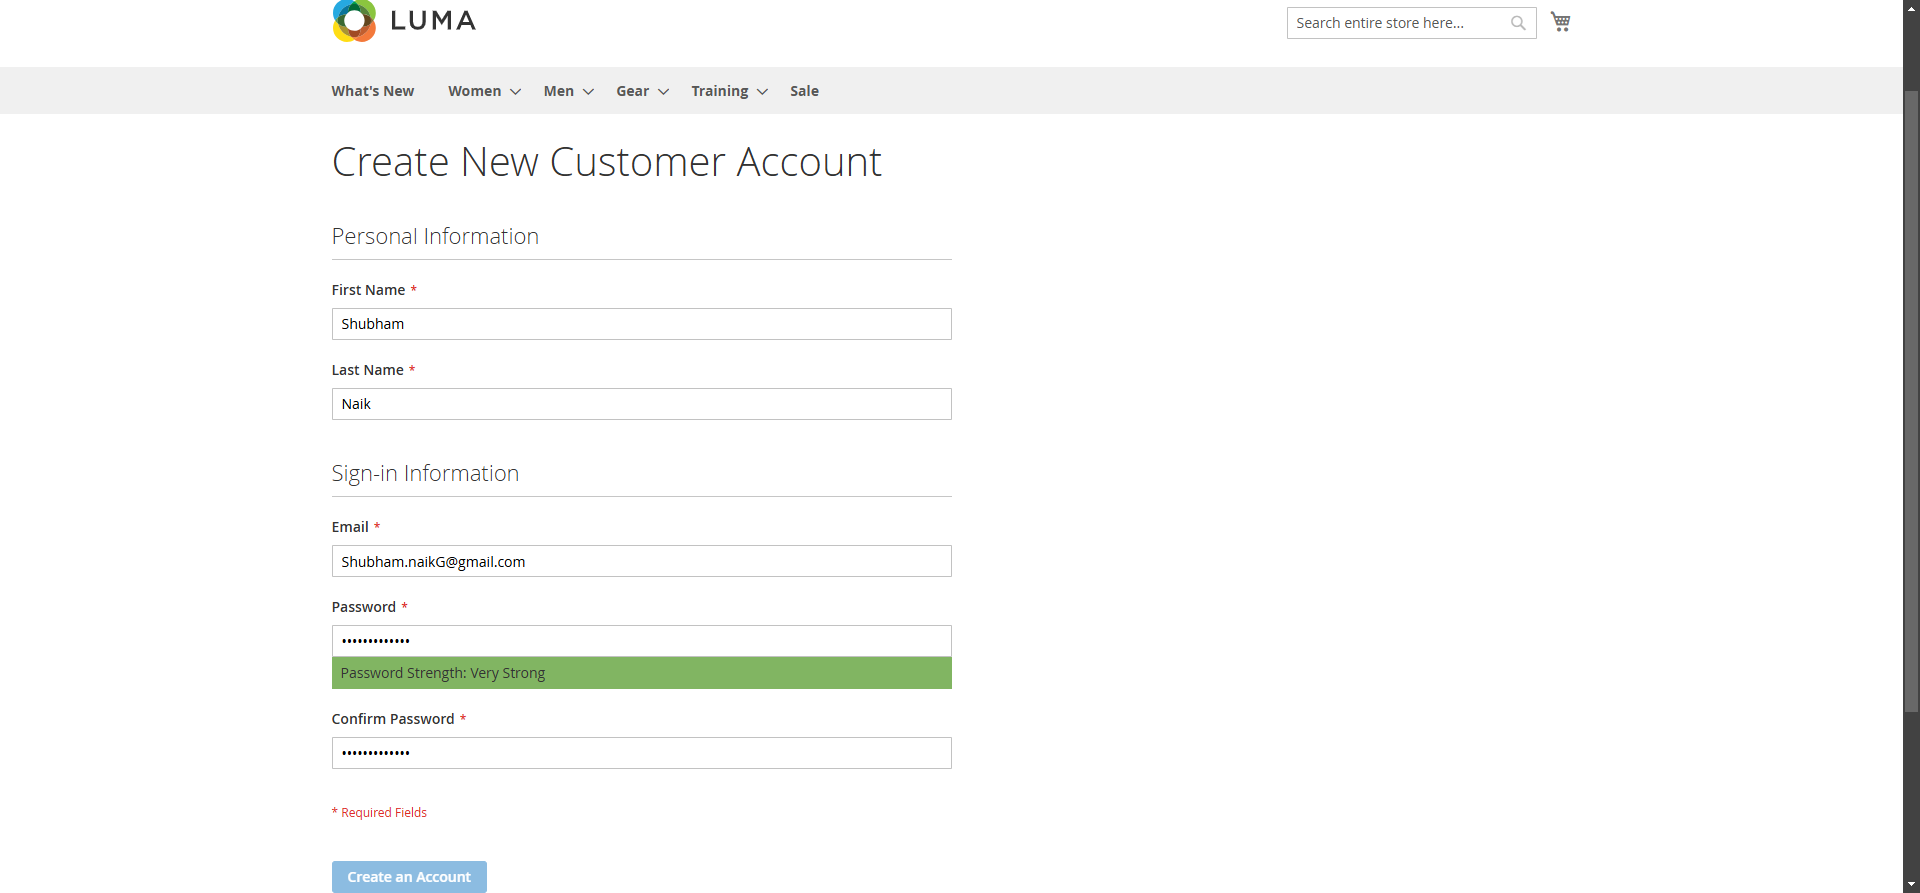 LUMA
Search entire store here...
What's New Women Men Gear Training Sale
Create New Customer Account
Personal Information
First Name *
Shubham
Last Name *
Naik
Sign-in Information
Email *
Shubham.naikG@gmail.com
Password *
•••••••••••••
Password Strength: Very Strong
Confirm Password *
•••••••••••••
* Required Fields
Create an Account